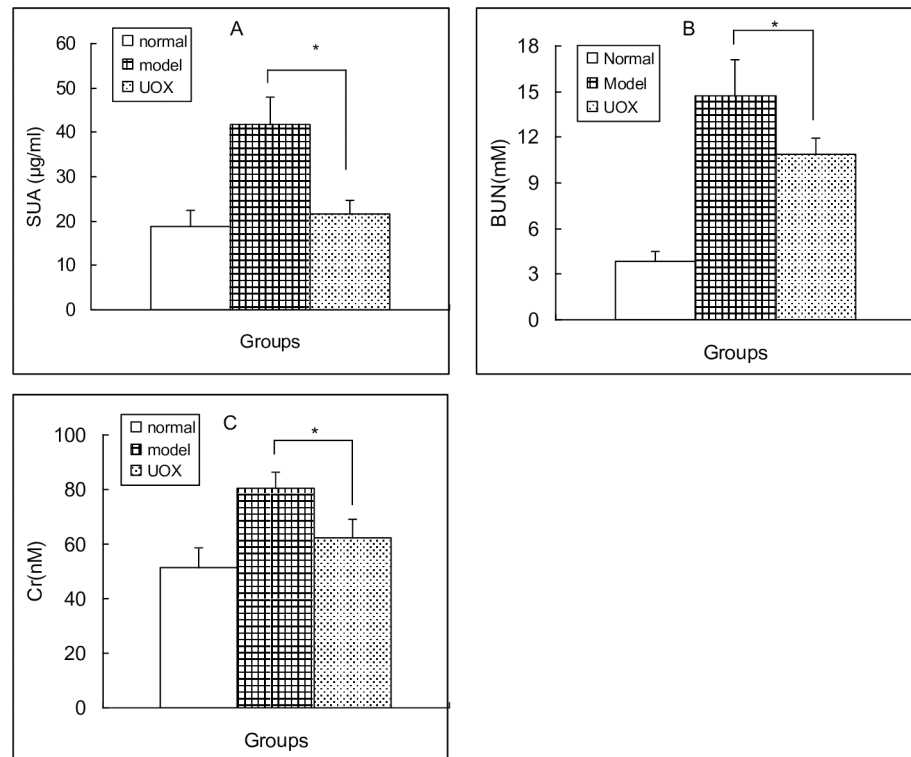 A
normal
model
UOX
*
60
50
40
30
20
10
0
SUA (µg/ml)
Groups
B
Normal
Model
UOX
*
18
15
12
9
6
3
0
BUN(mM)
Groups
C
normal
model
UOX
*
100
80
60
40
20
0
Cr(nM)
Groups